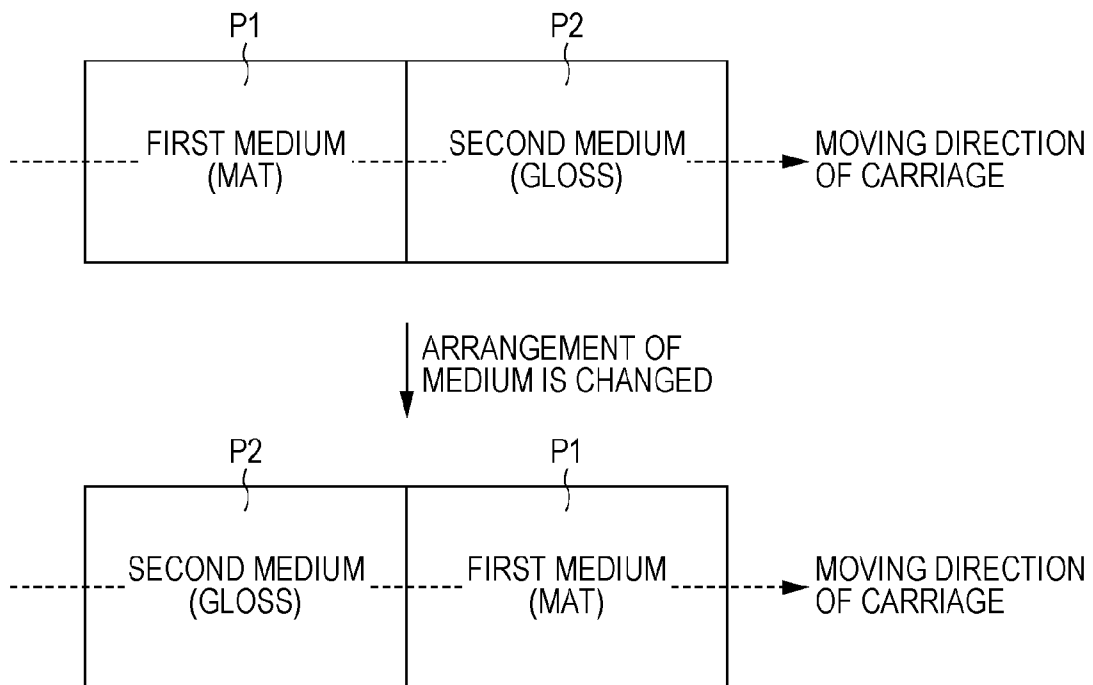 P1
P2
FIRST MEDIUM
(MAT)
SECOND MEDIUM
(GLOSS)
MOVING DIRECTION
OF CARRIAGE
ARRANGEMENT OF
MEDIUM IS CHANGED
P2
P1
SECOND MEDIUM
(GLOSS)
FIRST MEDIUM
(MAT)
MOVING DIRECTION
OF CARRIAGE